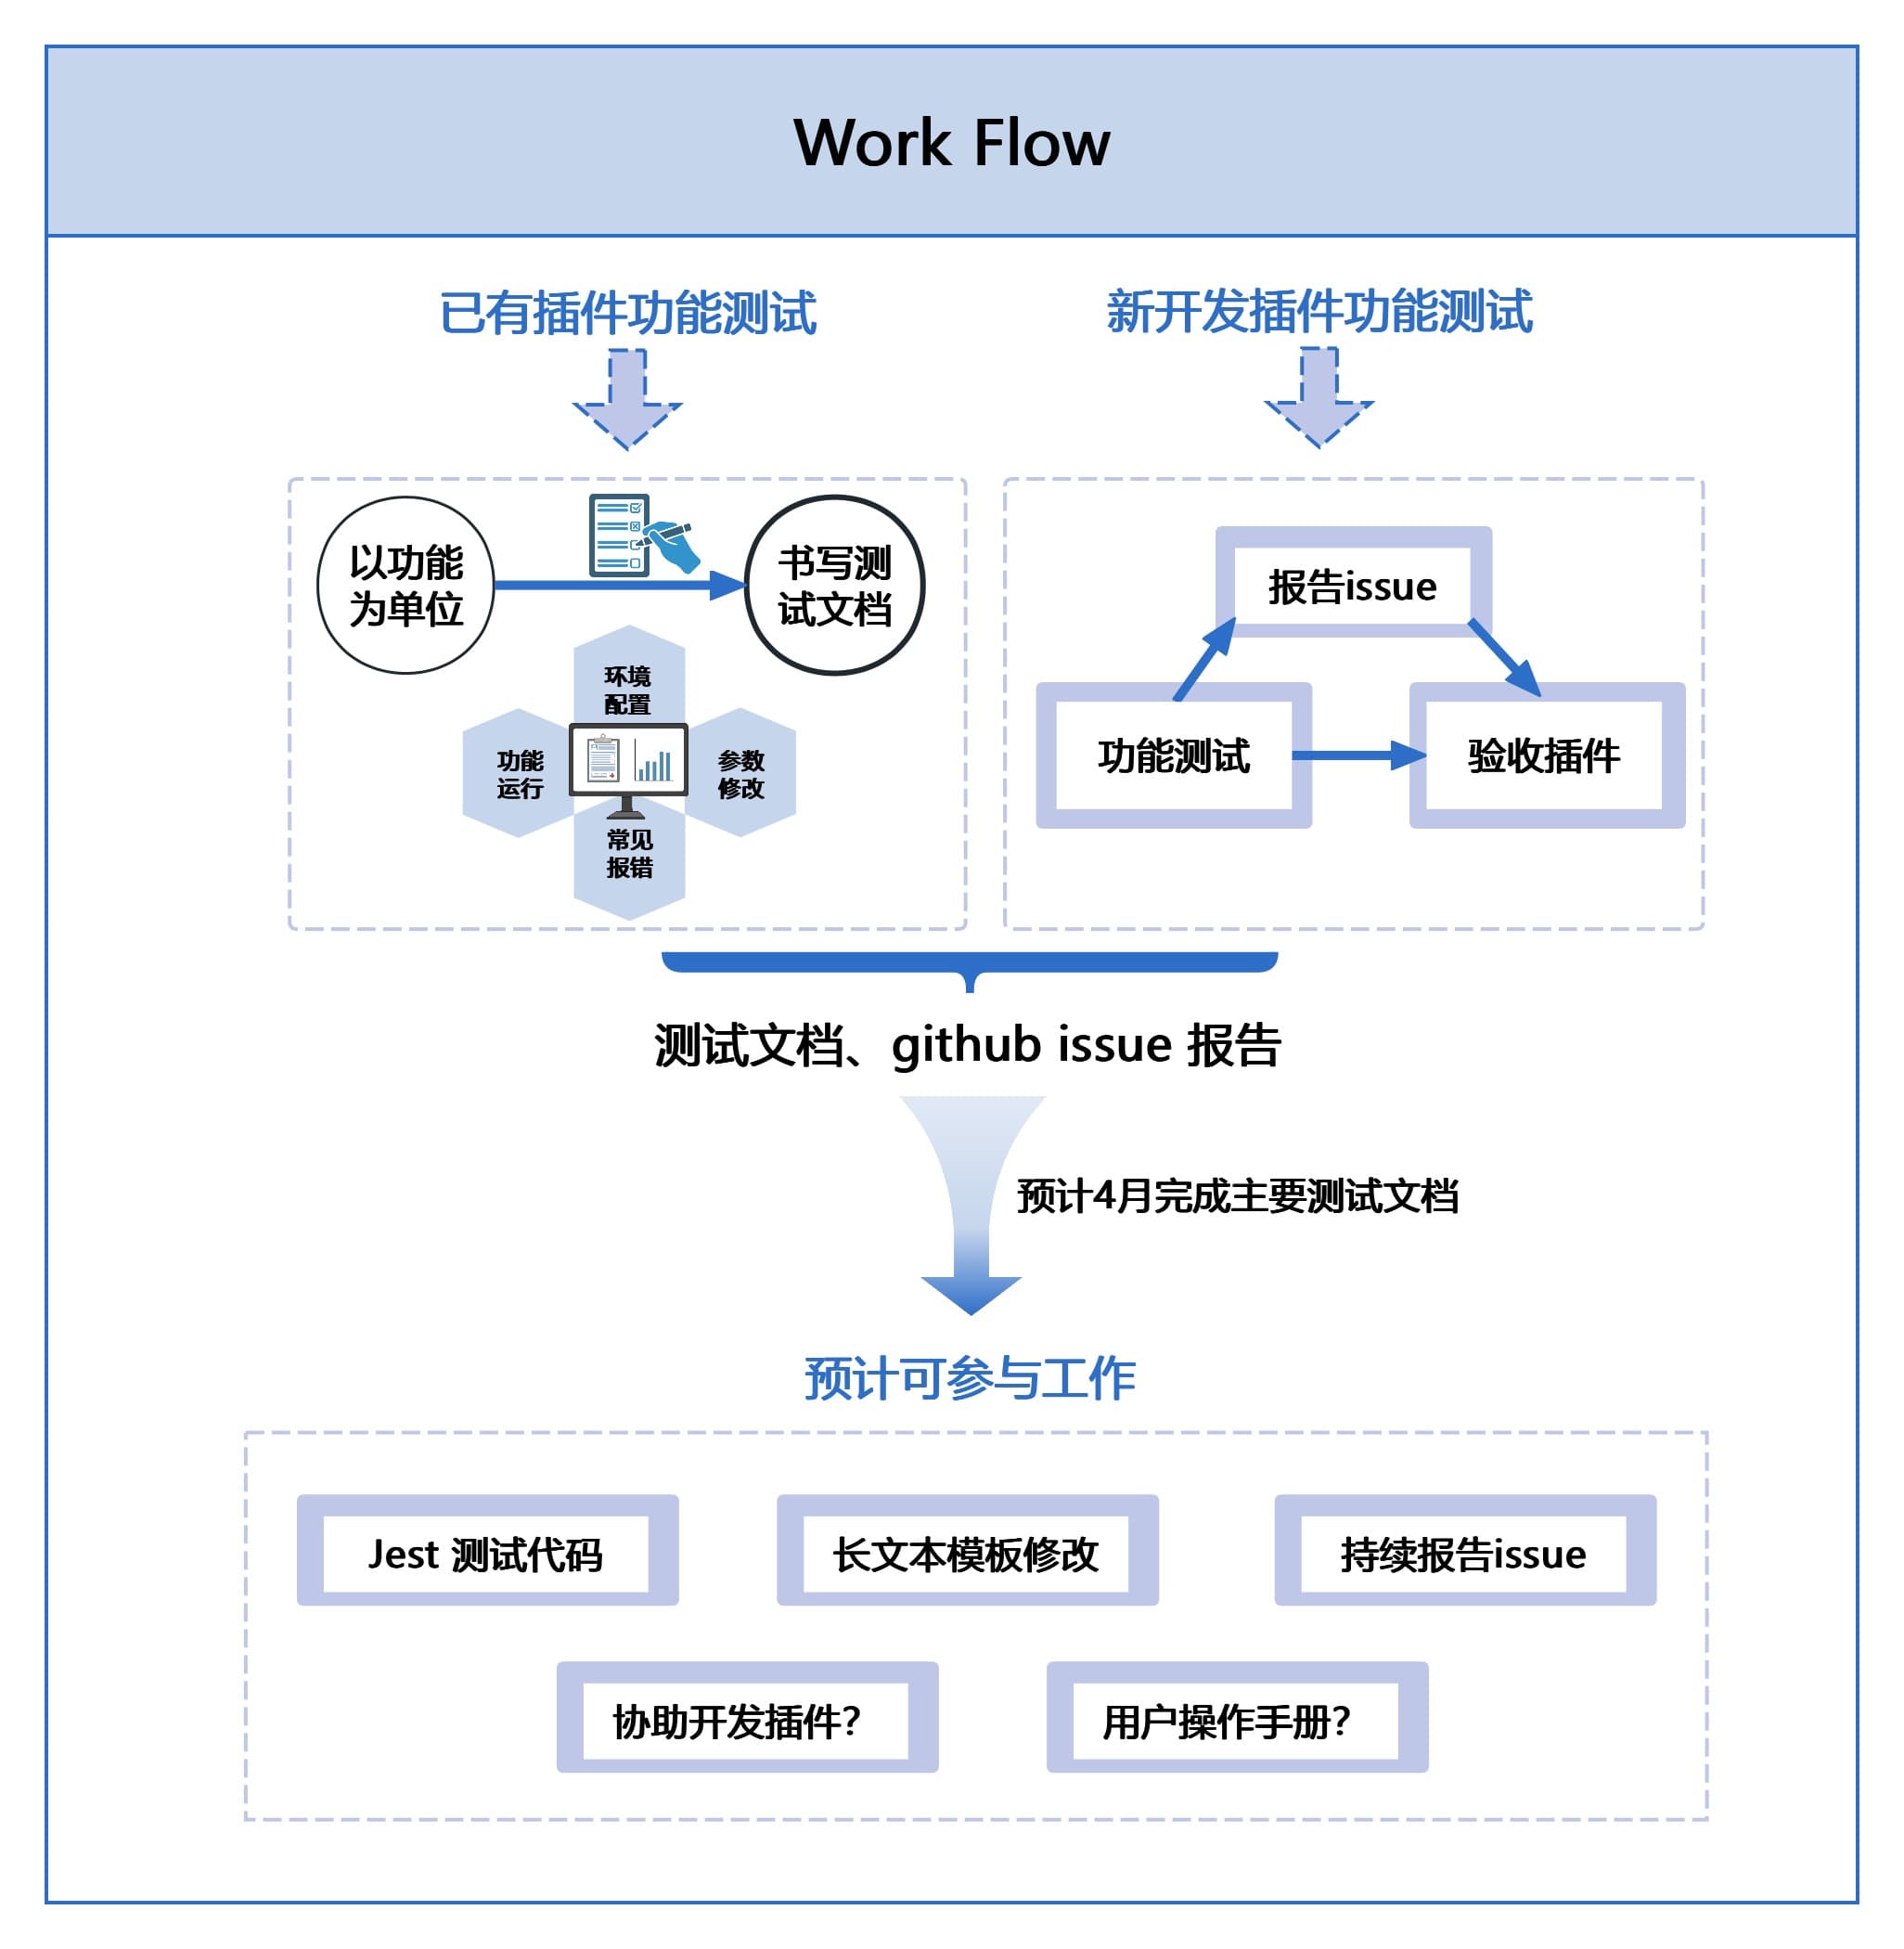 Work Flow
已有插件功能测试
新开发插件功能测试
以功能
为单位
书写测
试文档
环境
配置
功能
运行
参数
修改
常见
报错
报告issue
功能测试
验收插件
测试文档、github issue 报告
预计4月完成主要测试文档
预计可参与工作
Jest 测试代码
长文本模板修改
持续报告issue
协助开发插件?
用户操作手册?